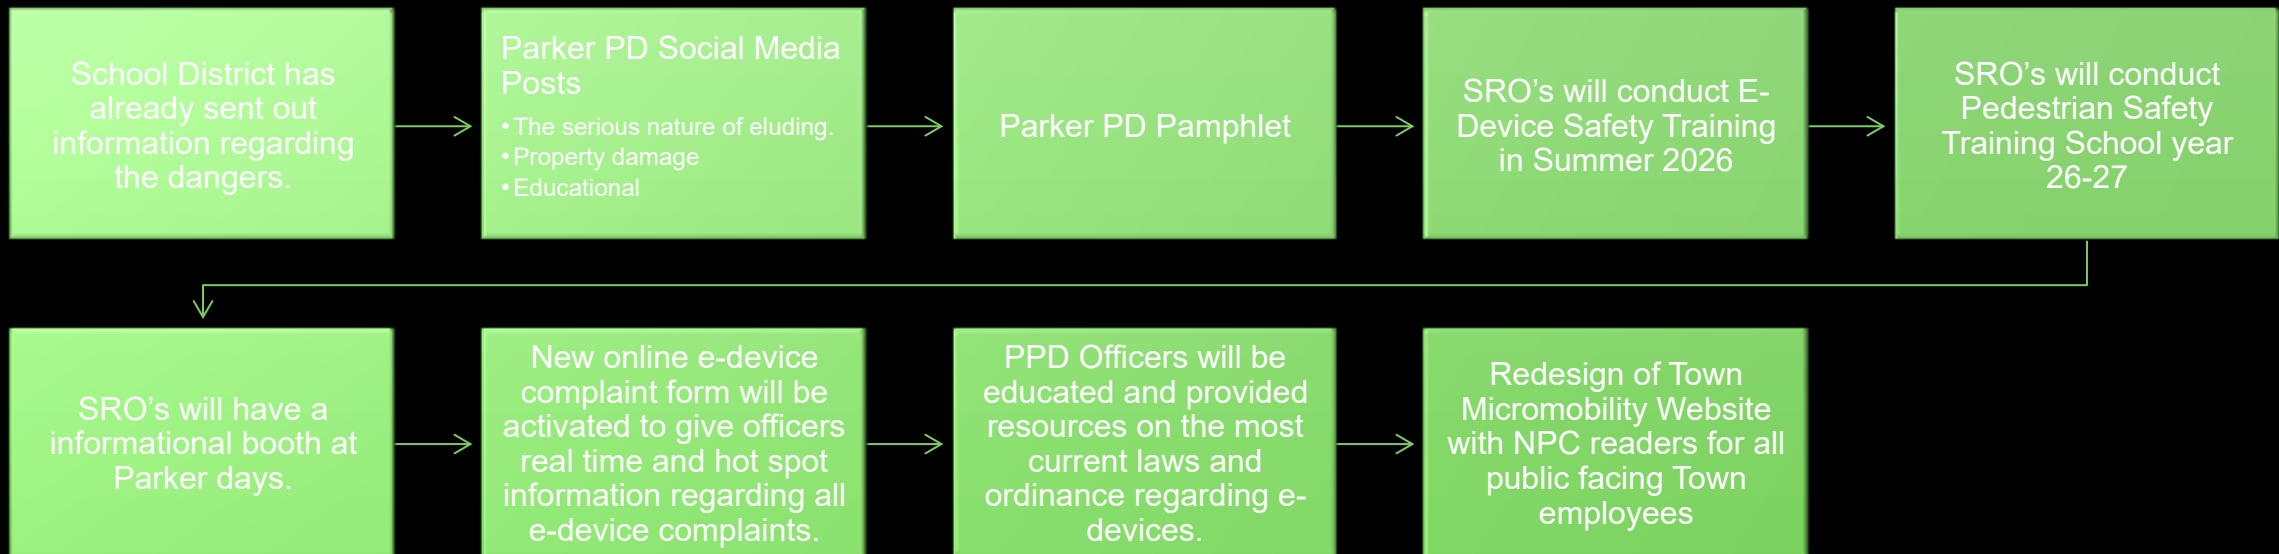 School District has
already sent out
information regarding
the dangers.
Parker PD Social Media
Posts
•The serious nature of eluding.
•Property damage
•Educational
Parker PD Pamphlet
SRO’s will conduct E-
Device Safety Training
in Summer 2026
SRO’s will conduct
Pedestrian Safety
Training School year
26-27
SRO’s will have a
informational booth at
Parker days.
New online e-device
complaint form will be
activated to give officers
real time and hot spot
information regarding all
e-device complaints.
PPD Officers will be
educated and provided
resources on the most
current laws and
ordinance regarding e-
devices.
Redesign of Town
Micromobility Website
with NPC readers for all
public facing Town
employees